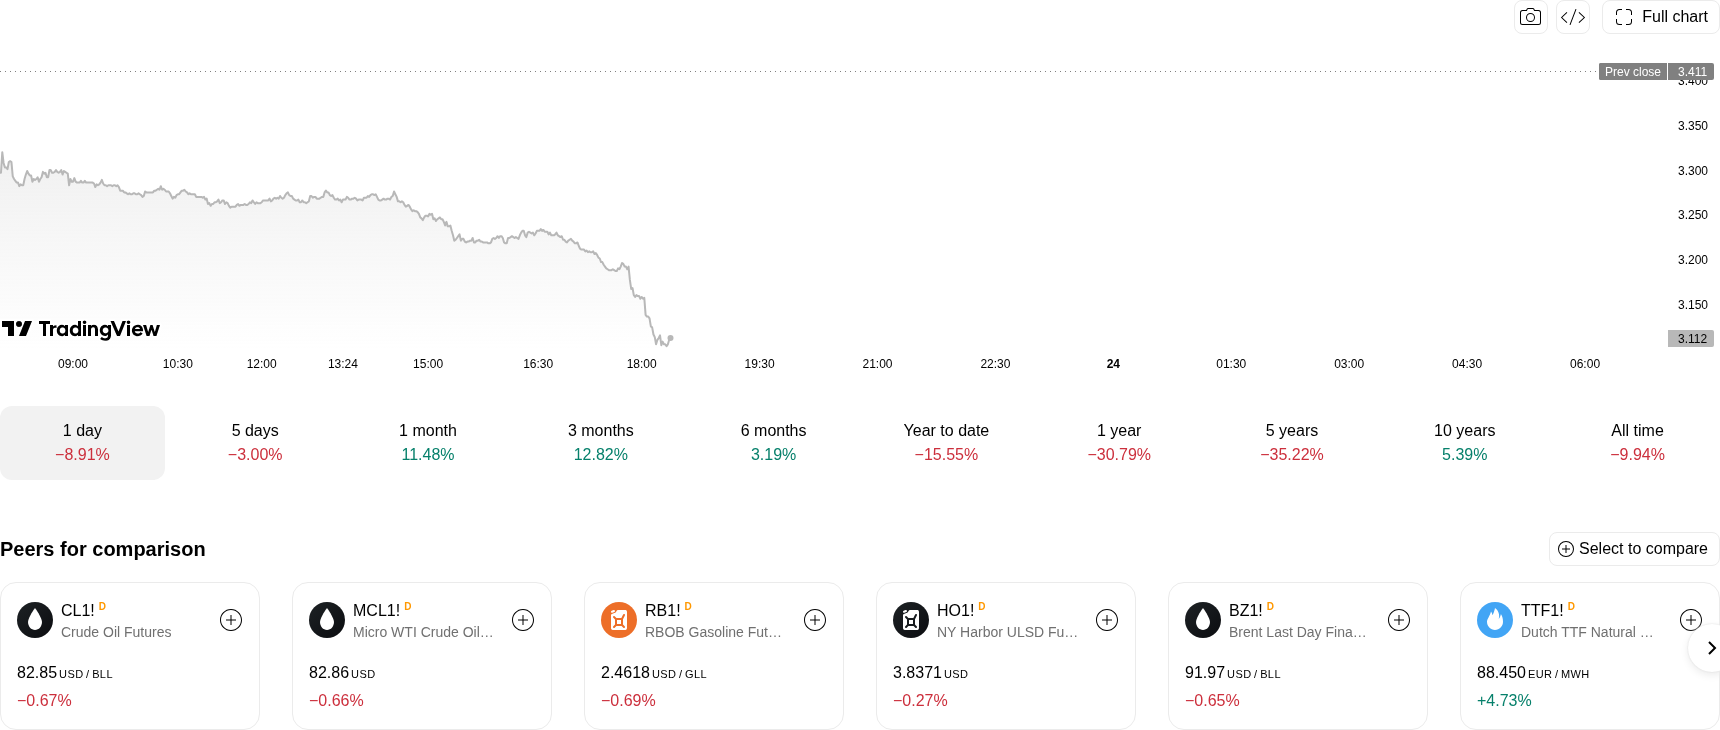 Full chart
Prev close 3.411
3.400
3.350
3.300
3.250
3.200
3.150
3.112
TradingView
09:00 10:30 12:00 13:24 15:00 16:30 18:00 19:30 21:00 22:30 24 01:30 03:00 04:30 06:00
1 day 5 days 1 month 3 months 6 months Year to date 1 year 5 years 10 years All time
−8.91% −3.00% 11.48% 12.82% 3.19% −15.55% −30.79% −35.22% 5.39% −9.94%
Peers for comparison
Select to compare
CL1! D
Crude Oil Futures
82.85 USD / BLL
−0.67%
MCL1! D
Micro WTI Crude Oil…
82.86 USD
−0.66%
RB1! D
RBOB Gasoline Fut…
2.4618 USD / GLL
−0.69%
HO1! D
NY Harbor ULSD Fu…
3.8371 USD
−0.27%
BZ1! D
Brent Last Day Fina…
91.97 USD / BLL
−0.65%
TTF1! D
Dutch TTF Natural …
88.450 EUR / MWH
+4.73%